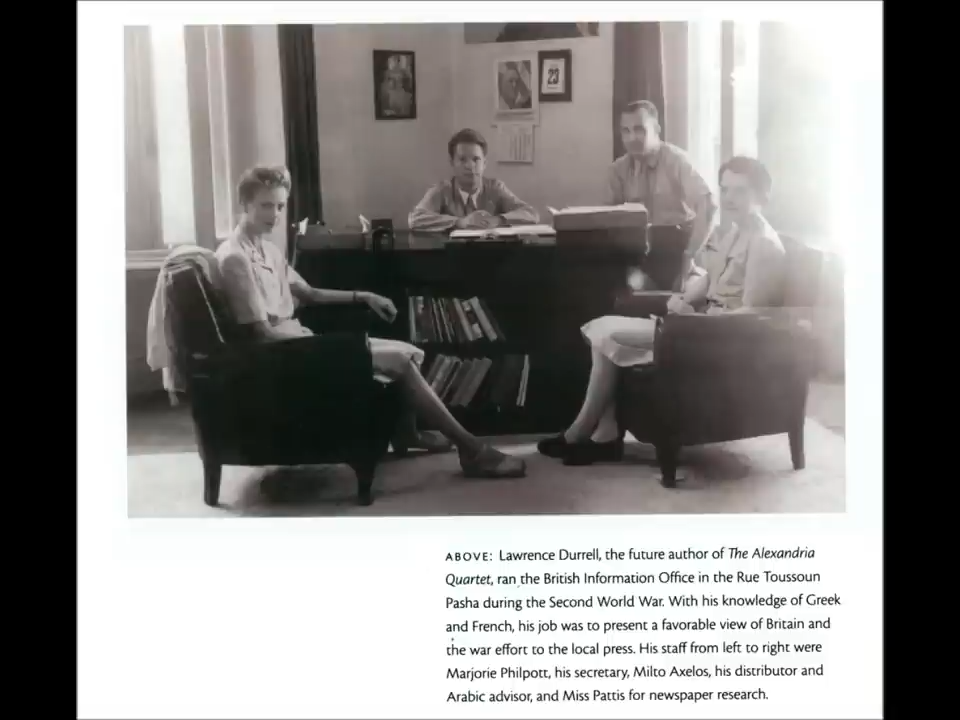 23
ABOVE: Lawrence Durrell, the future author of The Alexandria
Quartet, ran the British Information Office in the Rue Toussoun
Pasha during the Second World War. With his knowledge of Greek
and French, his job was to present a favorable view of Britain and
the war effort to the local press. His staff from left to right were
Marjorie Philpott, his secretary, Milto Axelos, his distributor and
Arabic advisor, and Miss Pattis for newspaper research.